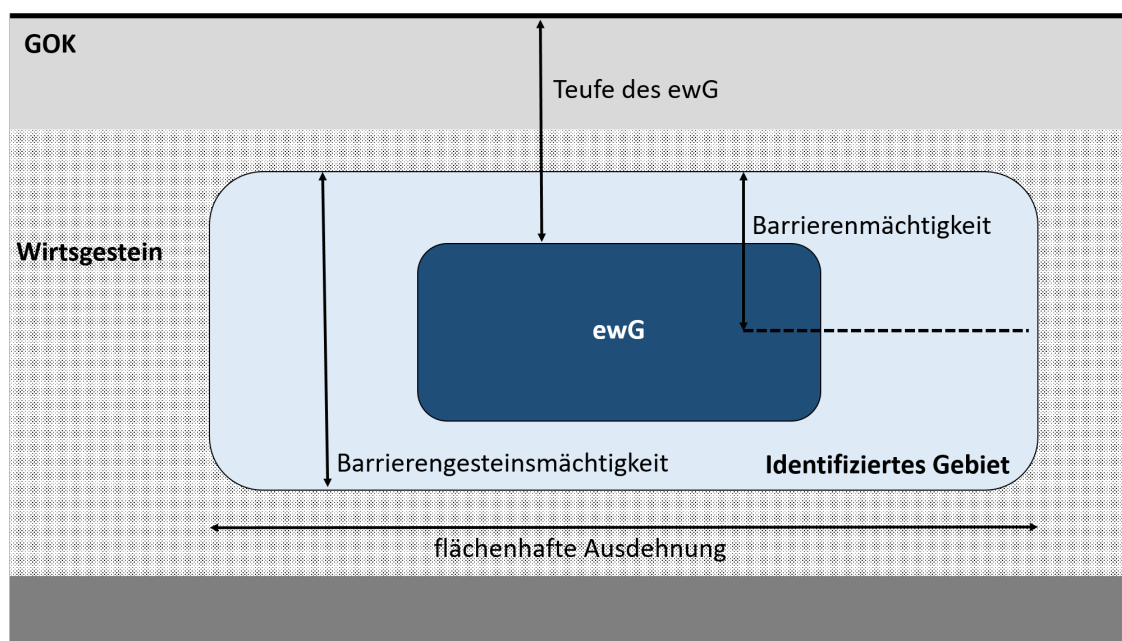 GOK
Teufe des ewG
Barrierenmächtigkeit
Wirtsgestein
ewG
Barrierengesteinsmächtigkeit
Identifiziertes Gebiet
flächenhafte Ausdehnung